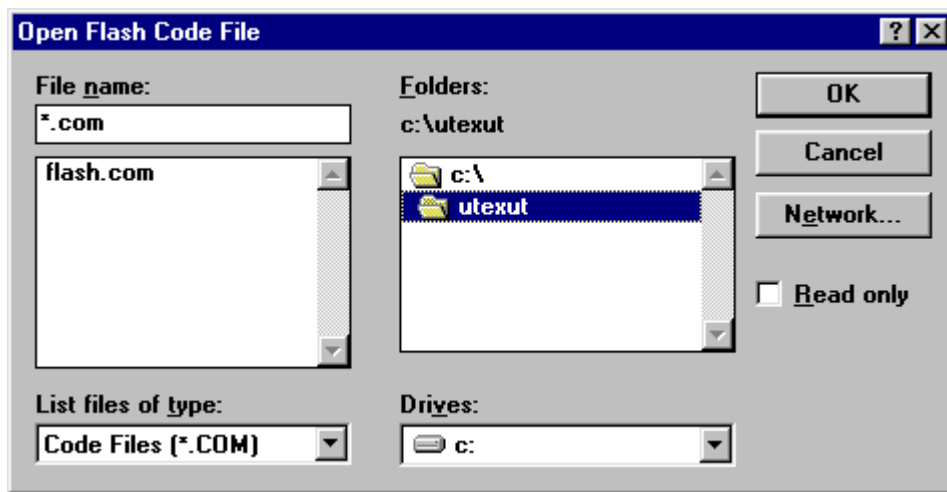 Open Flash Code File
File name:
*.com
flash.com
List files of type:
Code Files (*.COM)
Folders:
c:\utexut
c:\
utexut
Drives:
c:
OK
Cancel
Network...
Read only